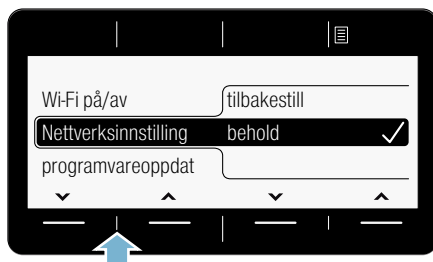 Wi-Fi på/av
tilbakestill
Nettverksinnstilling
behold
programvareoppdat